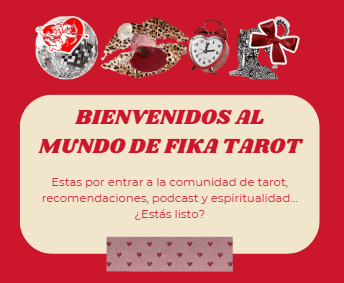 BIENVENIDOS AL
MUNDO DE FIKA TAROT
Estas por entrar a la comunidad de tarot,
recomendaciones, podcast y espiritualidad...
¿Estás listo?